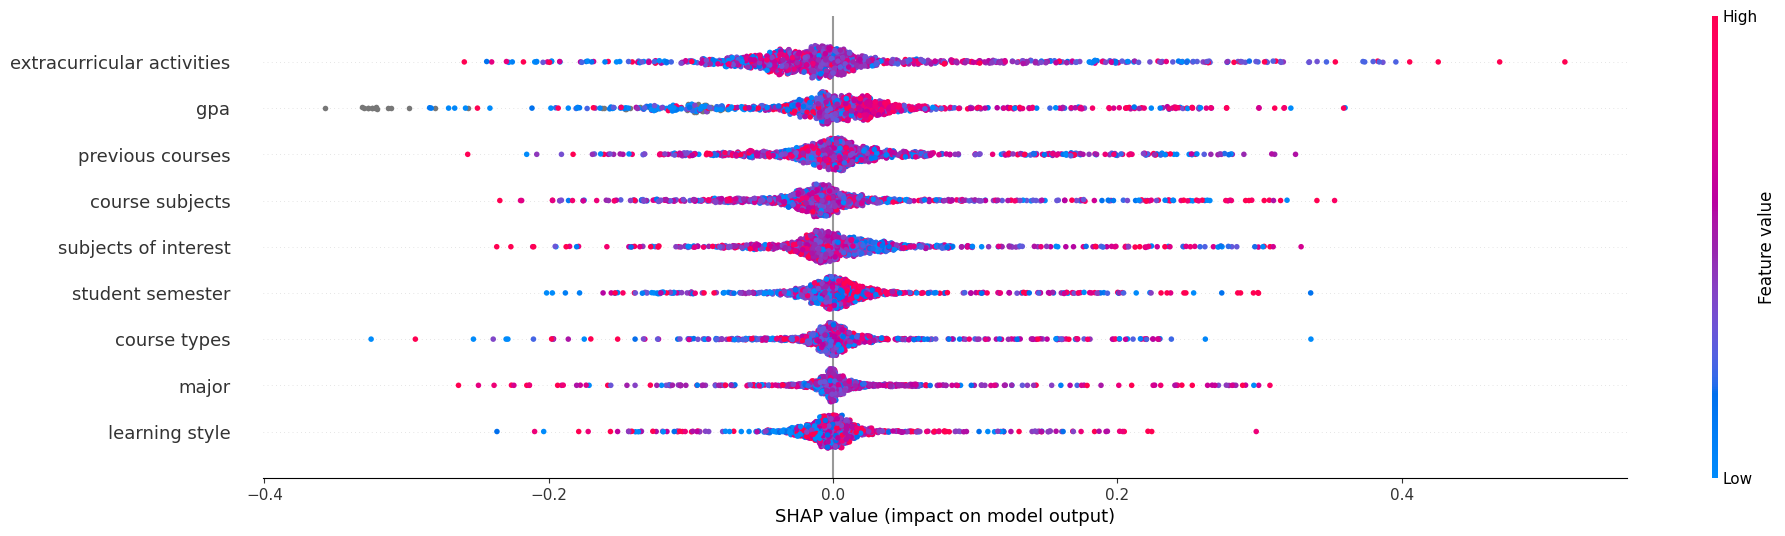 extracurricular activities
gpa
previous courses
course subjects
subjects of interest
student semester
course types
major
learning style
−0.4
−0.2
0.0
0.2
0.4
SHAP value (impact on model output)
High
Low
Feature value